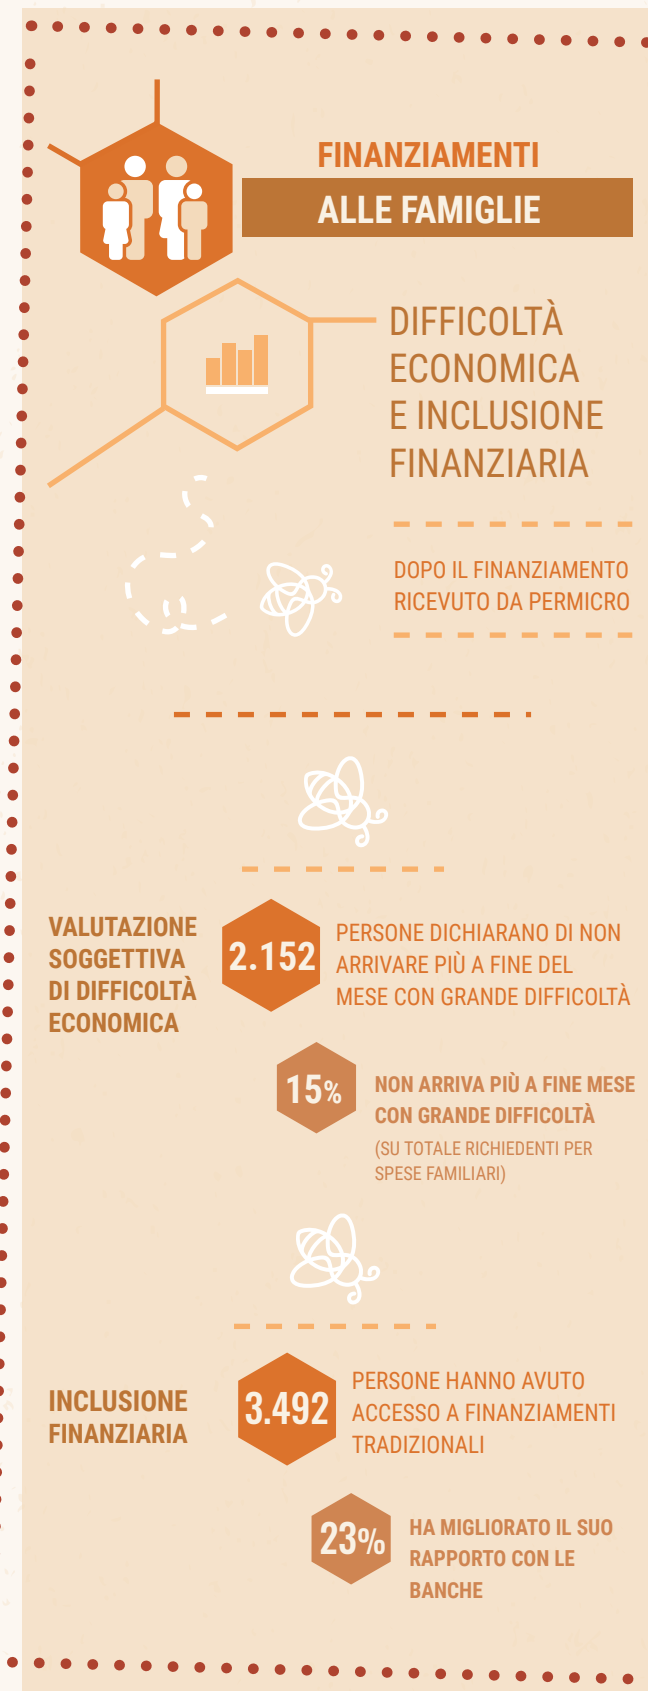 FINANZIAMENTI
ALLE FAMIGLIE
DIFFICOLTÀ
ECONOMICA
E INCLUSIONE
FINANZIARIA
DOPO IL FINANZIAMENTO
RICEVUTO DA PERMICRO
VALUTAZIONE
SOGGETTIVA
DI DIFFICOLTÀ
ECONOMICA
2.152
PERSONE DICHIARANO DI NON
ARRIVARE PIÙ A FINE DEL
MESE CON GRANDE DIFFICOLTÀ
15%
NON ARRIVA PIÙ A FINE MESE
CON GRANDE DIFFICOLTÀ
(SU TOTALE RICHIEDENTI PER
SPESE FAMILIARI)
INCLUSIONE
FINANZIARIA
3.492
PERSONE HANNO AVUTO
ACCESSO A FINANZIAMENTI
TRADIZIONALI
23%
HA MIGLIORATO IL SUO
RAPPORTO CON LE
BANCHE